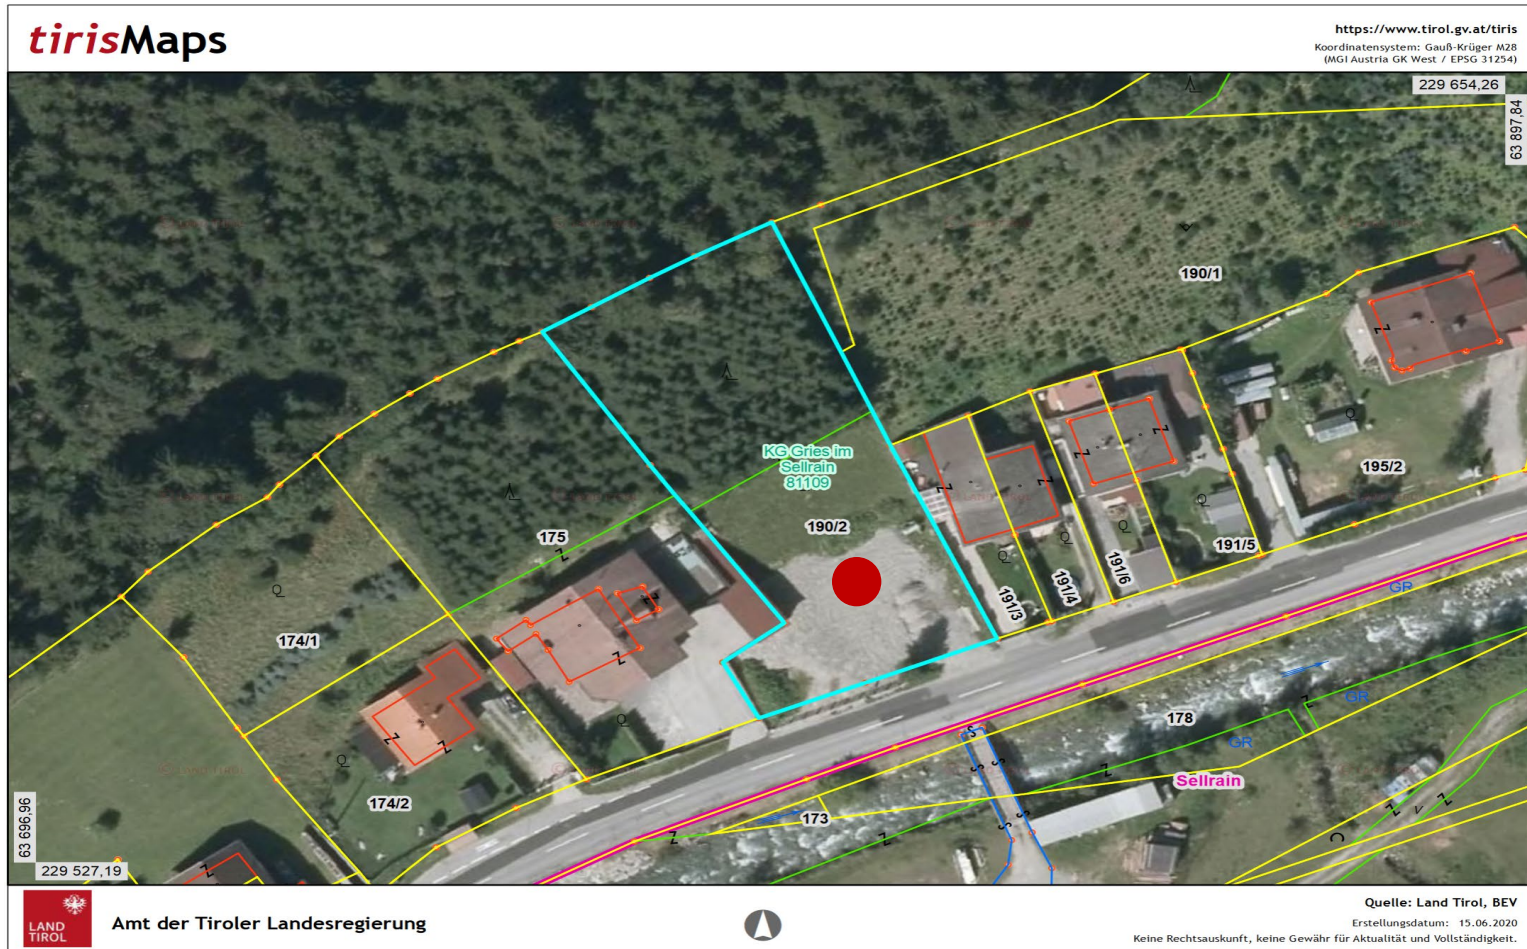 tirisMaps
https://www.tirol.gv.at/tiris
Koordinatensystem: Gauß-Krüger M28
(MGI Austria GK West / EPSG 31254)
229 654,26
63 897,84
190/1
KG Gries im
Sellrain
81109
190/2
195/2
175
191/3
191/4
191/6
191/5
174/1
GR
GR
178
GR
Sellrain
174/2
173
63 696,96
229 527,19
LAND
TIROL
Amt der Tiroler Landesregierung
Quelle: Land Tirol, BEV
Erstellungsdatum: 15.06.2020
Keine Rechtsauskunft, keine Gewähr für Aktualität und Vollständigkeit.